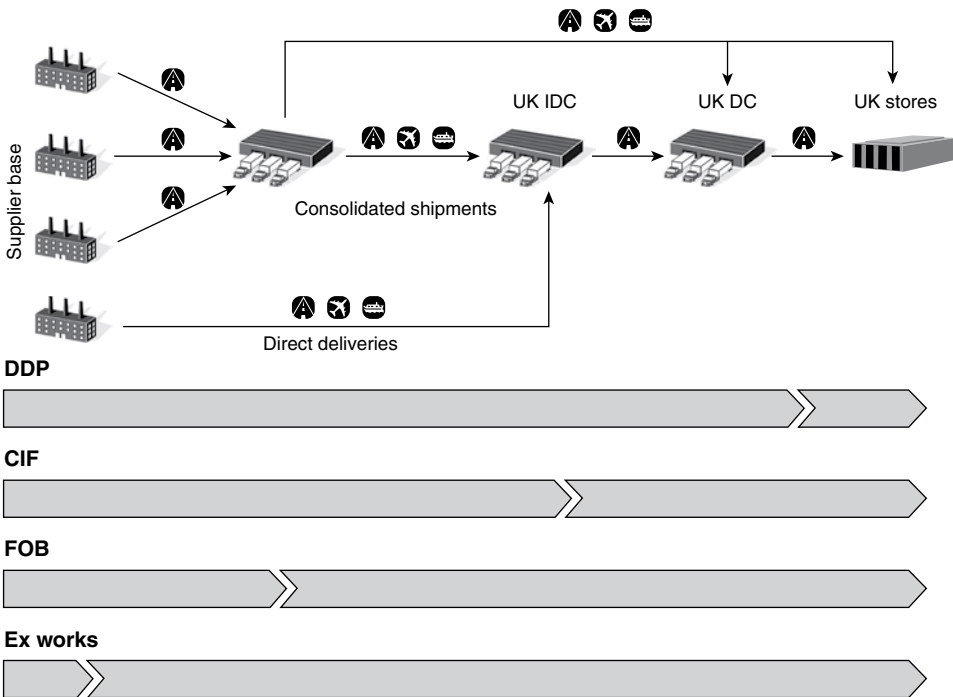 UK IDC
UK DC
UK stores
Supplier base
Consolidated shipments
Direct deliveries
DDP
CIF
FOB
Ex works